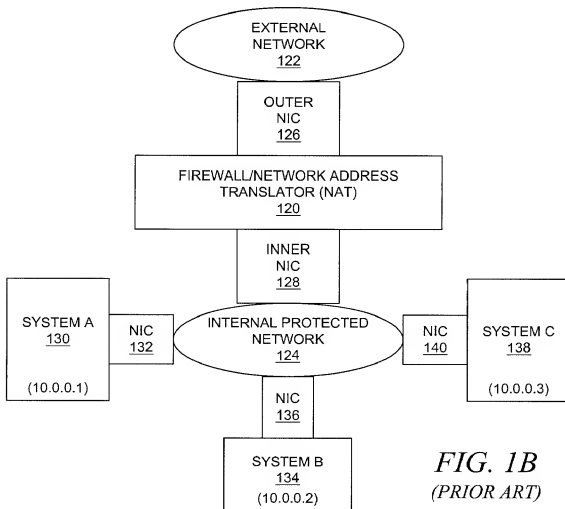 EXTERNAL
NETWORK
122
OUTER
NIC
126
FIREWALL/NETWORK ADDRESS
TRANSLATOR (NAT)
120
INNER
NIC
128
SYSTEM A
130
(10.0.0.1)
NIC
132
INTERNAL PROTECTED
NETWORK
124
NIC
140
SYSTEM C
138
(10.0.0.3)
NIC
136
SYSTEM B
134
(10.0.0.2)
FIG. 1B
(PRIOR ART)